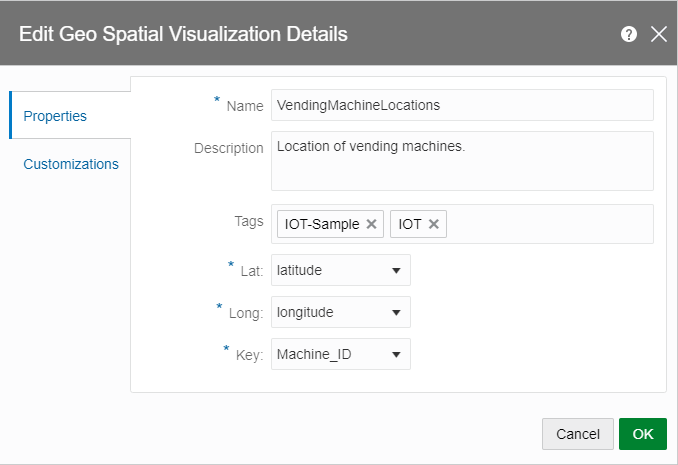 Edit Geo Spatial Visualization Details
Properties
Customizations
* Name VendingMachineLocations
Description Location of vending machines.
Tags IOT-Sample IOT
* Lat: latitude
* Long: longitude
* Key: Machine_ID
Cancel OK